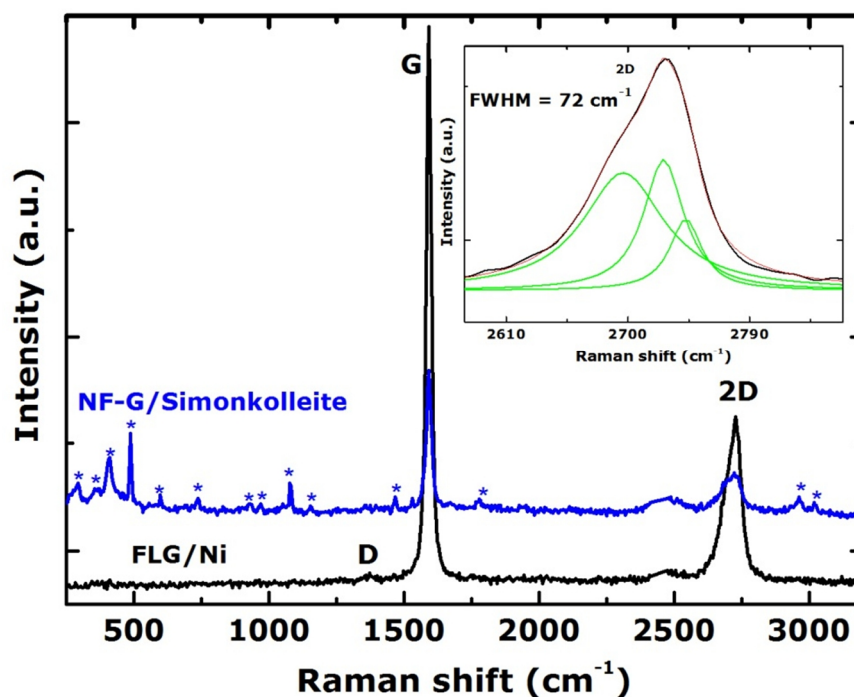 G
2D
FWHM = 72 cm⁻¹
Intensity (a.u.)
2610 2700 2790
Raman shift (cm⁻¹)
Intensity (a.u.)
NF-G/Simonkolleite
2D
* * * * * * * * * * * * * *
FLG/Ni
D
500 1000 1500 2000 2500 3000
Raman shift (cm⁻¹)